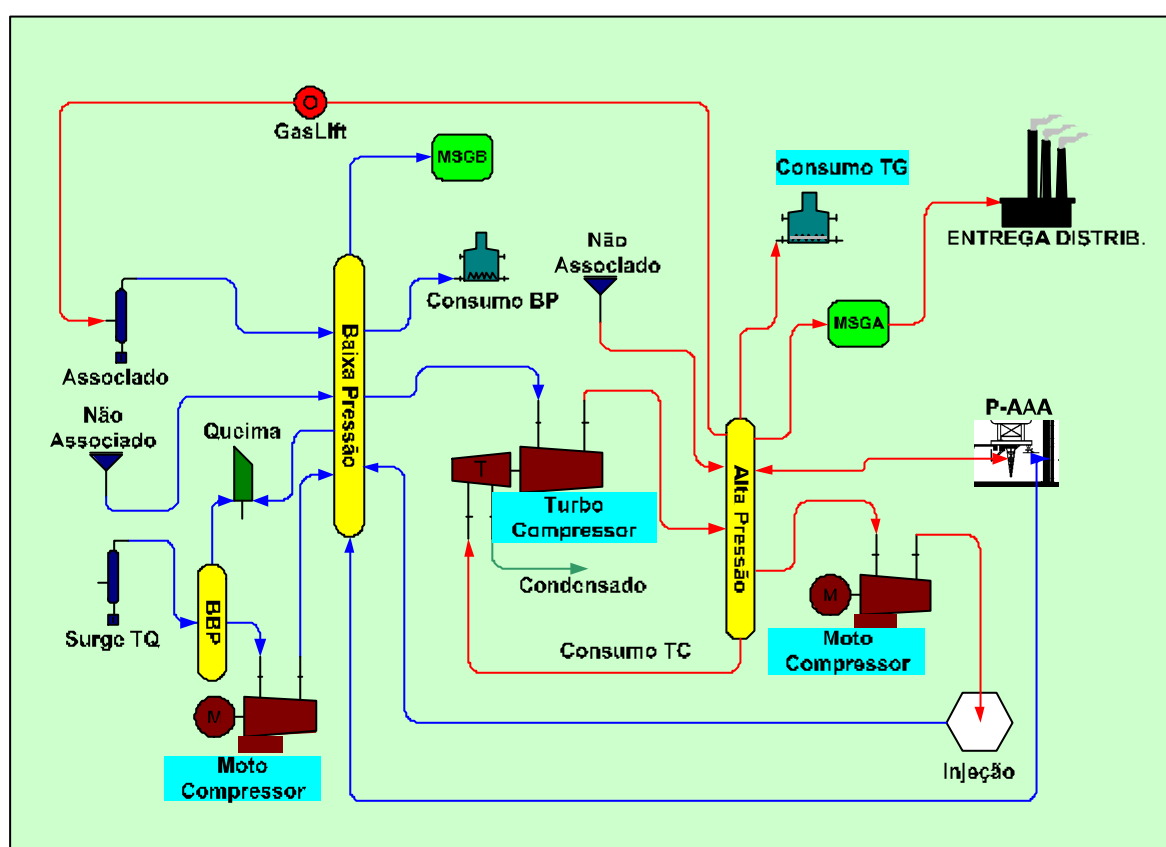 GasLift
MSGB
Consumo TG
Não
Associado
ENTREGA DISTRIB.
Consumo BP
MSGA
Baixa Pressão
Associado
Não
Associado
Queima
P-AAA
T
Turbo
Compressor
Alta Pressão
Condensado
BBP
Surge TQ
Consumo TC
M
Moto
Compressor
M
Moto
Compressor
Injeção